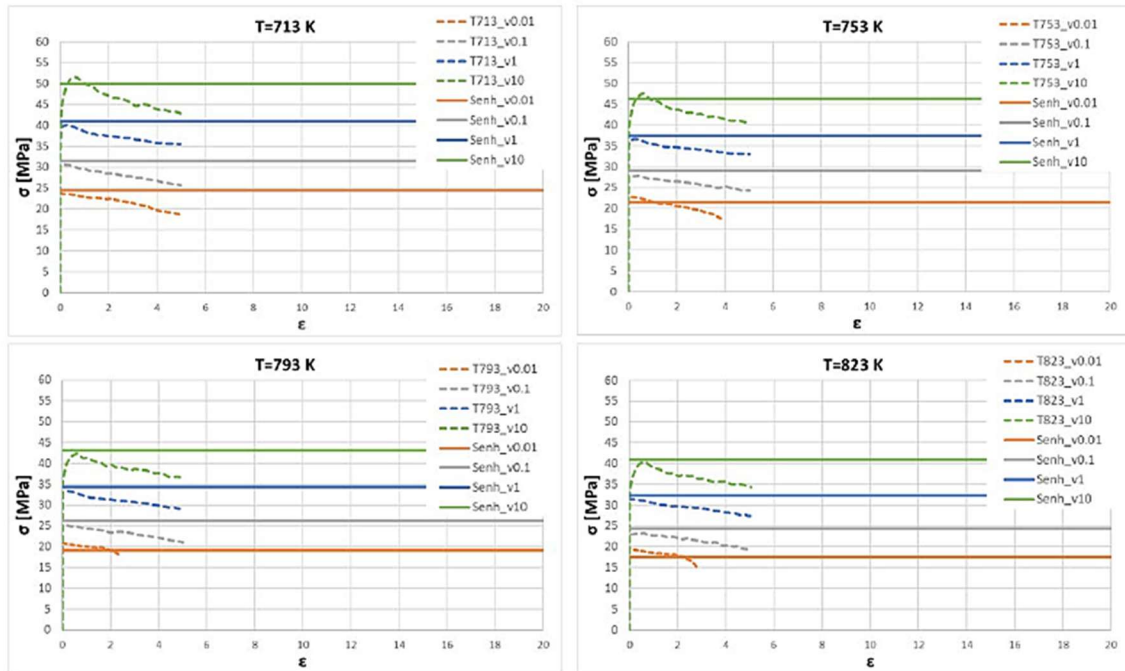 T=713 K
T713_v0.01
T713_v0.1
T713_v1
T713_v10
Senh_v0.01
Senh_v0.1
Senh_v1
Senh_v10
σ [MPa]
60
55
50
45
40
35
30
25
20
15
10
5
0
0 2 4 6 8 10 12 14 16 18 20
ε
T=753 K
T753_v0.01
T753_v0.1
T753_v1
T753_v10
Senh_v0.01
Senh_v0.1
Senh_v1
Senh_v10
σ [MPa]
60
55
50
45
40
35
30
25
20
15
10
5
0
0 2 4 6 8 10 12 14 16 18 20
ε
T=793 K
T793_v0.01
T793_v0.1
T793_v1
T793_v10
Senh_v0.01
Senh_v0.1
Senh_v1
Senh_v10
σ [MPa]
60
55
50
45
40
35
30
25
20
15
10
5
0
0 2 4 6 8 10 12 14 16 18 20
ε
T=823 K
T823_v0.01
T823_v0.1
T823_v1
T823_v10
Senh_v0.01
Senh_v0.1
Senh_v1
Senh_v10
σ [MPa]
60
55
50
45
40
35
30
25
20
15
10
5
0
0 2 4 6 8 10 12 14 16 18 20
ε